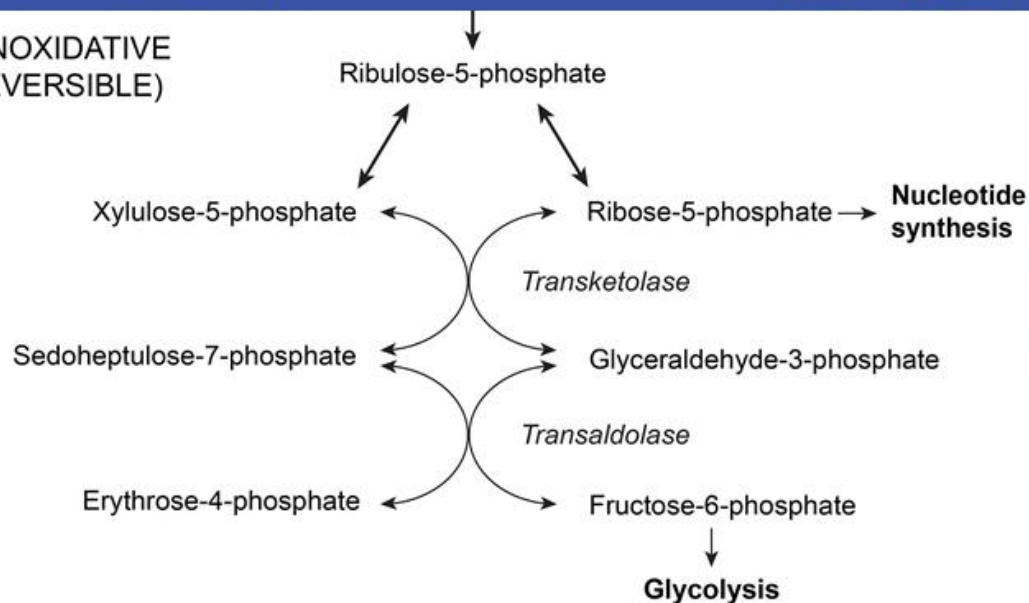 NOXIDATIVE
EVERSIBLE)
Ribulose-5-phosphate
Xylulose-5-phosphate
Ribose-5-phosphate
Nucleotide
synthesis
Transketolase
Sedoheptulose-7-phosphate
Glyceraldehyde-3-phosphate
Transaldolase
Erythrose-4-phosphate
Fructose-6-phosphate
Glycolysis